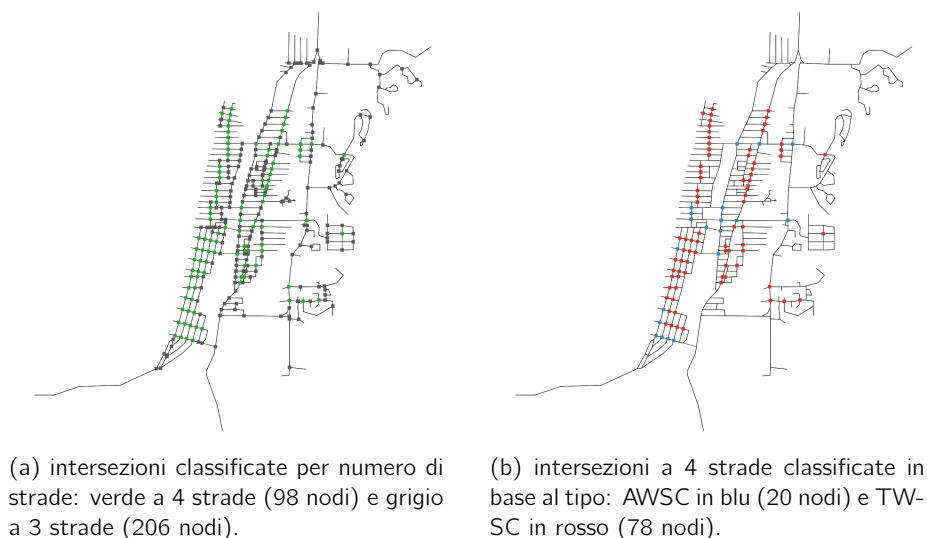 (a) intersezioni classificate per numero di
strade: verde a 4 strade (98 nodi) e grigio
a 3 strade (206 nodi).
(b) intersezioni a 4 strade classificate in
base al tipo: AWSC in blu (20 nodi) e TW-
SC in rosso (78 nodi).